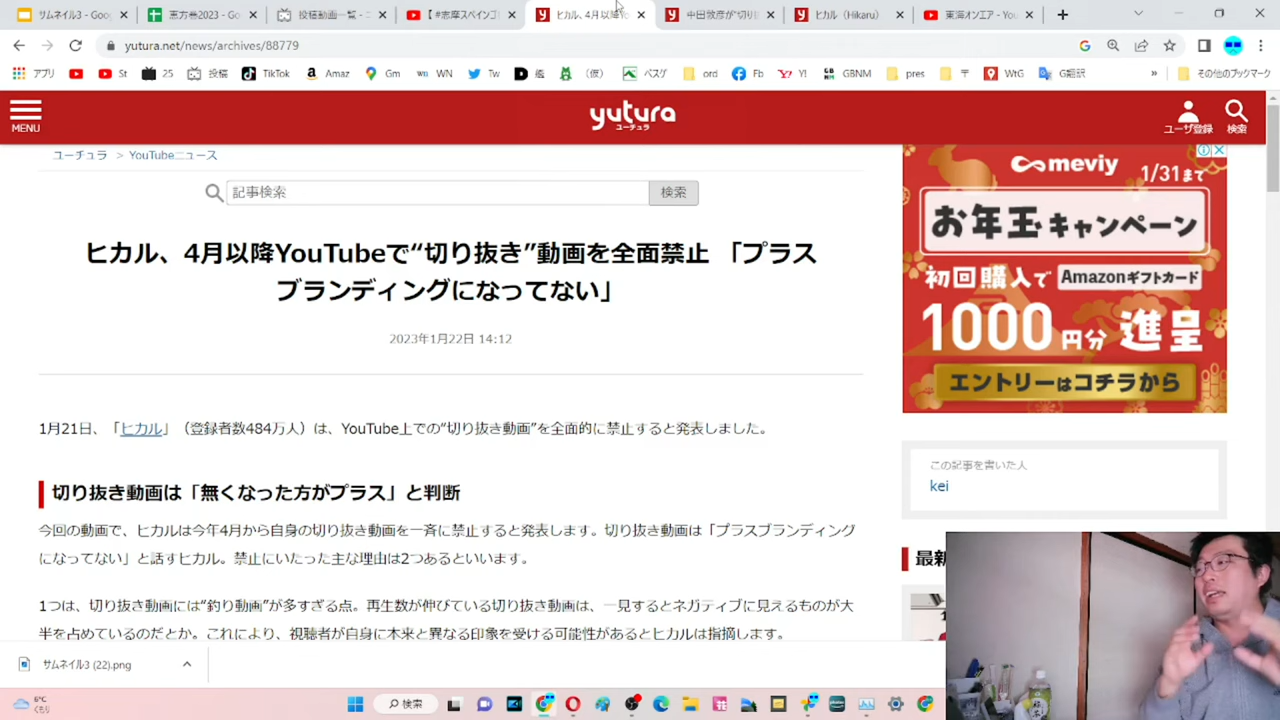 サムネイル3 - Goo
恵方巻2023 - Go
投稿動画一覧 - ニ
【 #志摩スペイン
ヒカル、4月以降
中田敦彦が“切り
ヒカル（Hikaru）
東海オンエア - You
yutura.net/news/archives/88779
アプリ
St
25
投稿
TikTok
Amaz
Gm
WN
Tw
艦
（仮）
ord
Fb
Y!
GBNM
pres
〒
WtG
G翻訳
その他のブックマーク
MENU
yutura
ユーチュラ
ユーザ登録
検索
ユーチュラ > YouTubeニュース
記事検索
検索
ヒカル、4月以降YouTubeで“切り抜き”動画を全面禁止 「プラス
ブランディングになってない」
2023年1月22日 14:12
1月21日、「ヒカル」（登録者数484万人）は、YouTube上での“切り抜き動画”を全面的に禁止すると発表しました。
切り抜き動画は「無くなった方がプラス」と判断
今回の動画で、ヒカルは今年4月から自身の切り抜き動画を一斉に禁止すると発表します。切り抜き動画は「プラスブランディング
になってない」と話すヒカル。禁止にいたった主な理由は2つあるといいます。
1つは、切り抜き動画には“釣り動画”が多すぎる点。再生数が伸びている切り抜き動画は、一見するとネガティブに見えるものが大
半を占めているのだとか。これにより、視聴者が自身に本来と異なる印象を受ける可能性があるとヒカルは指摘します。
meviy
1/31まで
お年玉キャンペーン
初回購入で Amazonギフトカード
1000円分 進呈
エントリーはコチラから
この記事を書いた人
kei
最新
サムネイル3 (22).png
6°C
くもり
検索